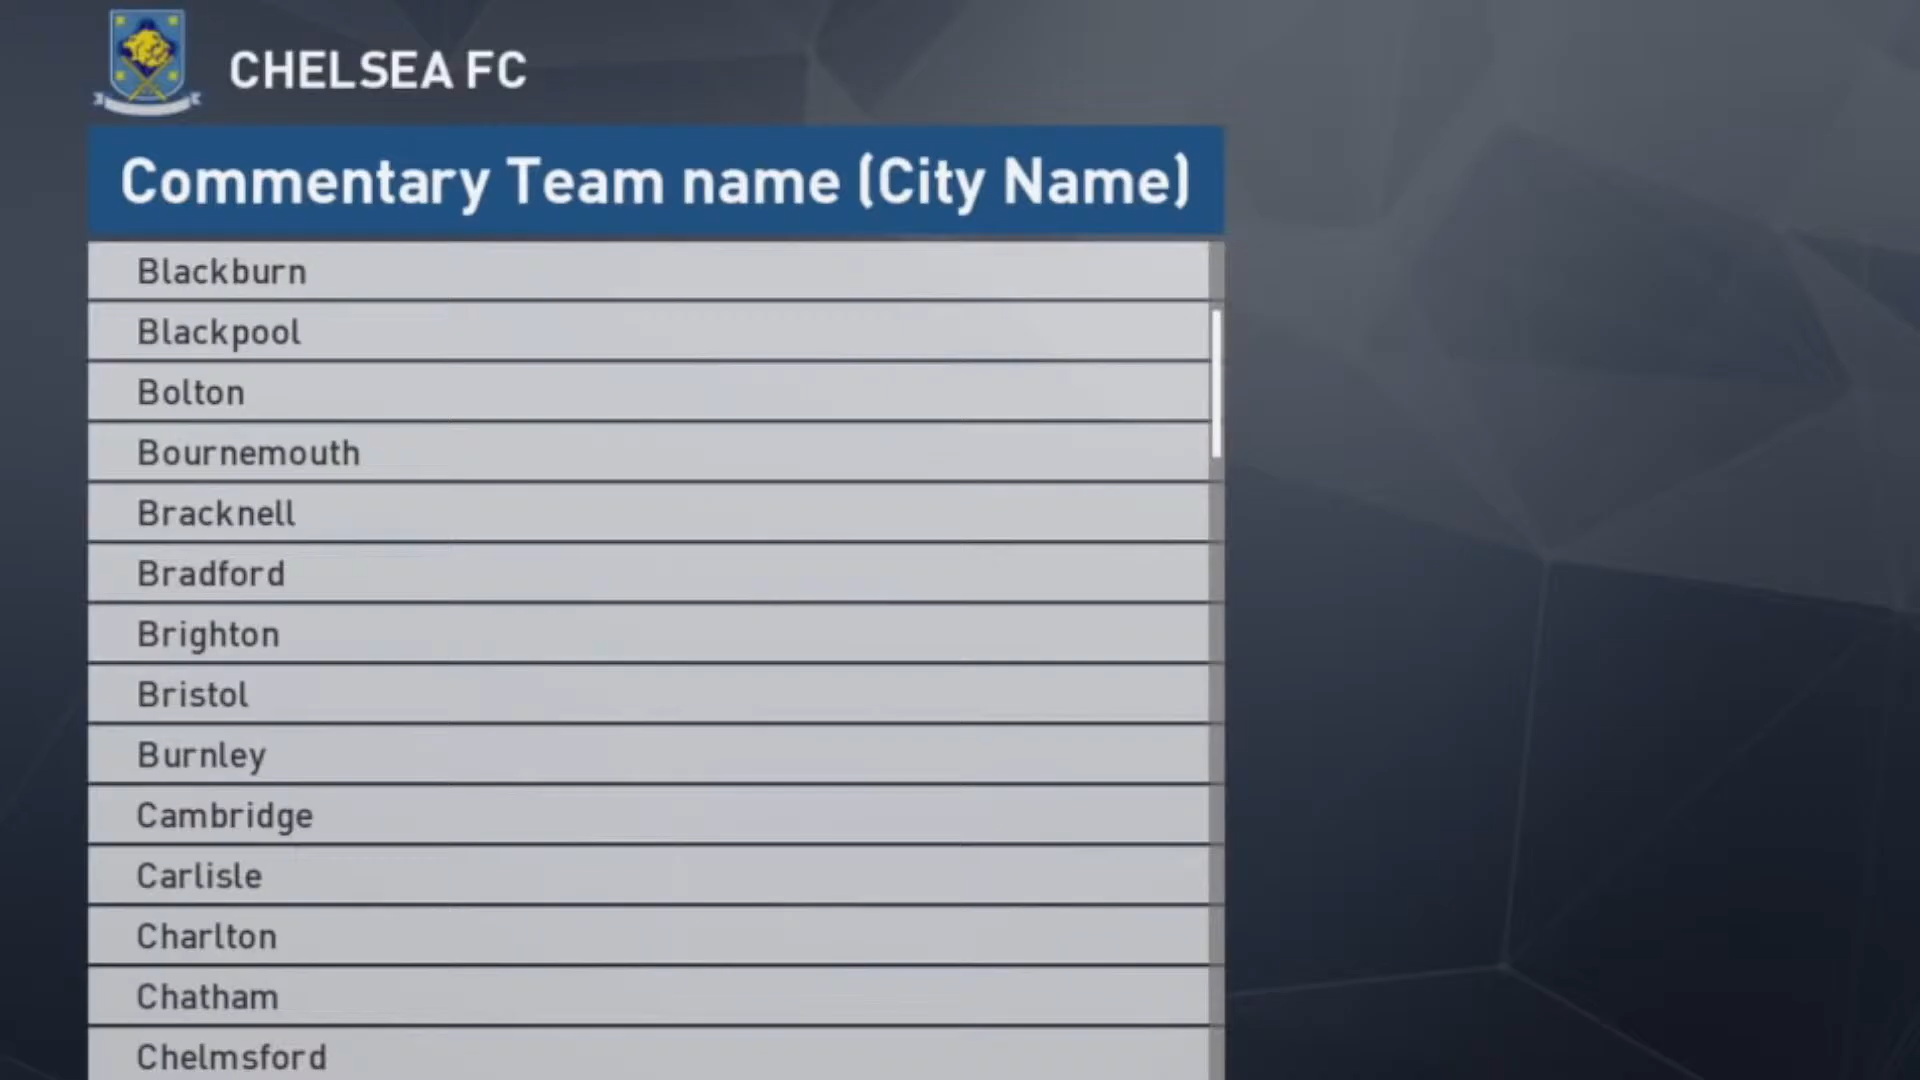 CHELSEA FC
Commentary Team name (City Name)
Blackburn
Blackpool
Bolton
Bournemouth
Bracknell
Bradford
Brighton
Bristol
Burnley
Cambridge
Carlisle
Charlton
Chatham
Chelmsford